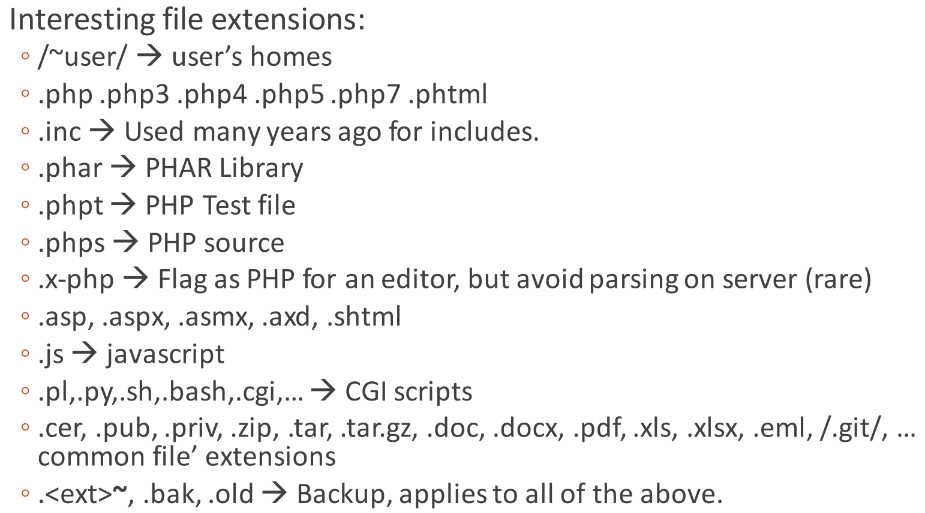 Interesting file extensions:
◦ /~user/ → user’s homes
◦ .php .php3 .php4 .php5 .php7 .phtml
◦ .inc → Used many years ago for includes.
◦ .phar → PHAR Library
◦ .phpt → PHP Test file
◦ .phps → PHP source
◦ .x-php → Flag as PHP for an editor, but avoid parsing on server (rare)
◦ .asp, .aspx, .asmx, .axd, .shtml
◦ .js → javascript
◦ .pl,.py,.sh,.bash,.cgi,... → CGI scripts
◦ .cer, .pub, .priv, .zip, .tar, .tar.gz, .doc, .docx, .pdf, .xls, .xlsx, .eml, /.git/, ...
common file’ extensions
◦ .<ext>~, .bak, .old → Backup, applies to all of the above.